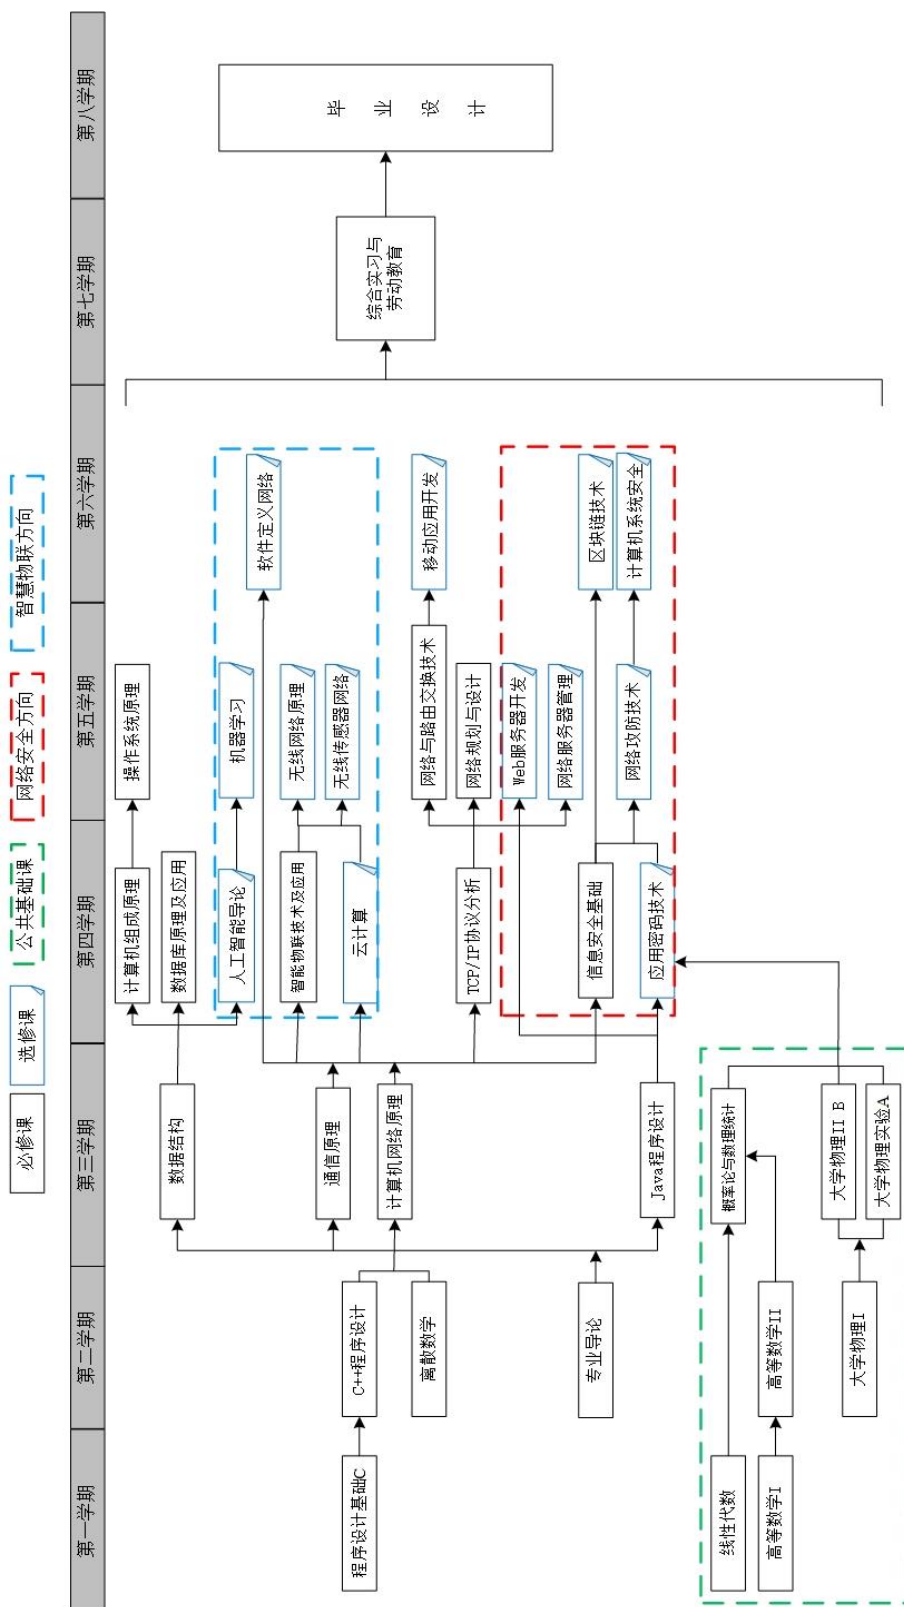 必修课
选修课
公共基础课
网络安全方向
智慧物联方向
第一学期
第二学期
第三学期
第四学期
第五学期
第六学期
第七学期
第八学期
程序设计基础C
线性代数
高等数学I
C++程序设计
离散数学
专业导论
高等数学II
大学物理I
数据结构
通信原理
计算机网络原理
Java程序设计
概率论与数理统计
大学物理II B
大学物理实验A
计算机组成原理
数据库原理及应用
人工智能导论
智能物联技术及应用
云计算
TCP/IP协议分析
信息安全基础
应用密码技术
操作系统原理
机器学习
无线网络原理
无线传感器网络
网络与路由交换技术
网络规划与设计
Web服务器开发
网络服务器管理
网络攻防技术
软件定义网络
移动应用开发
区块链技术
计算机系统安全
综合实习与
劳动教育
毕业设计